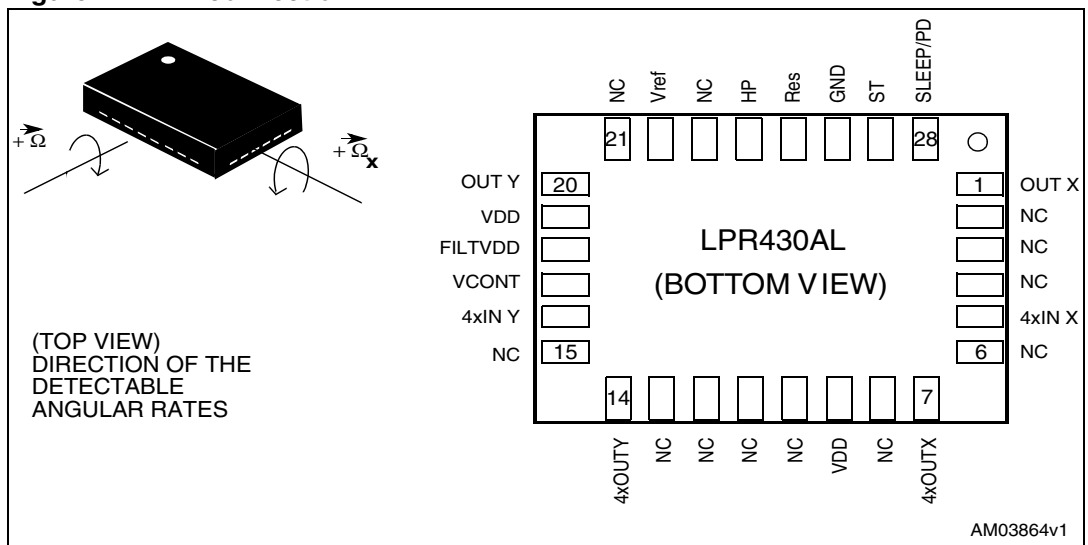 NC
Vref
NC
HP
Res
GND
ST
SLEEP/PD
21
28
+Ω
+Ωx
OUT Y
20
1
OUT X
VDD
NC
FILTVDD
NC
LPR430AL
VCONT
NC
(BOTTOM VIEW)
4xIN Y
4xIN X
NC
15
6
NC
(TOP VIEW)
DIRECTION OF THE
DETECTABLE
ANGULAR RATES
14
7
4xOUTY
NC
NC
NC
NC
VDD
NC
4xOUTX
AM03864v1